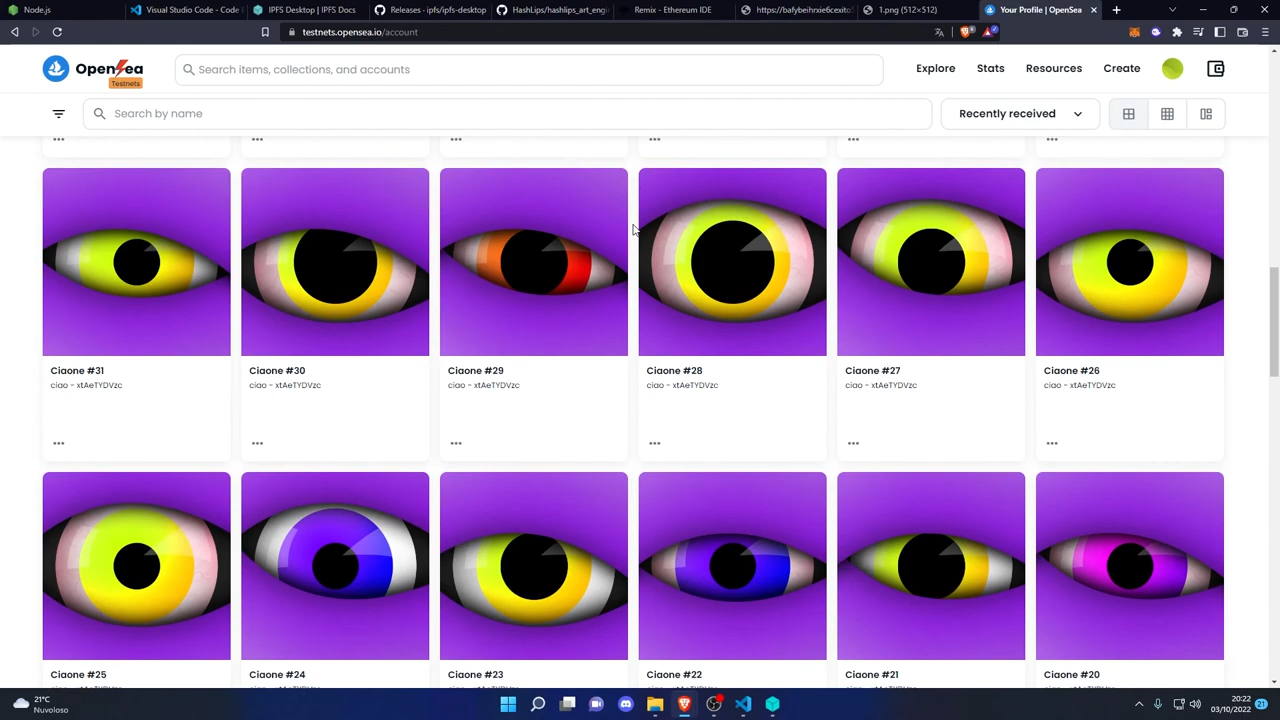 Node.js
Visual Studio Code - Code
IPFS Desktop | IPFS Docs
Releases · ipfs/ipfs-desktop
HashLips/hashlips_art_engi
Remix - Ethereum IDE
https://bafybeihrxie6cexito
1.png (512×512)
Your Profile | OpenSea
testnets.opensea.io/account
OpenSea
Testnets
Search items, collections, and accounts
Explore
Stats
Resources
Create
Search by name
Recently received
Ciaone #31
ciao - xtAeTYDVzc
Ciaone #30
ciao - xtAeTYDVzc
Ciaone #29
ciao - xtAeTYDVzc
Ciaone #28
ciao - xtAeTYDVzc
Ciaone #27
ciao - xtAeTYDVzc
Ciaone #26
ciao - xtAeTYDVzc
Ciaone #25
Ciaone #24
Ciaone #23
Ciaone #22
Ciaone #21
Ciaone #20
21°C
Nuvoloso
20:22
03/10/2022
21